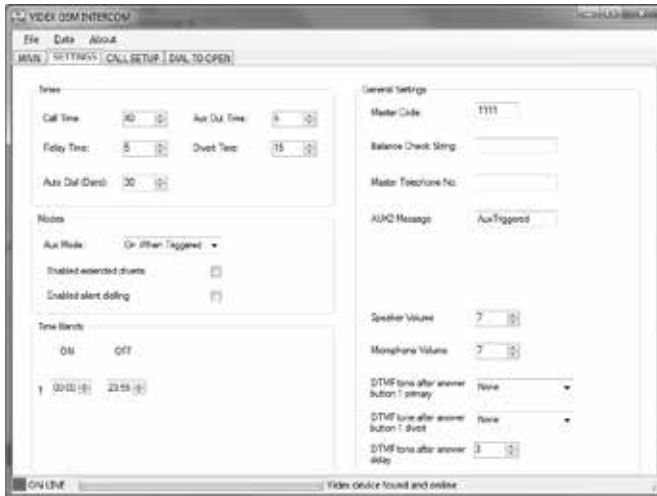 VIDEX GSM INTERCOM
File Data About
MAIN SETTINGS CALL SETUP DIAL TO OPEN
Times
Call Time: 40 Aux Out Time:
Relay Time: 5 Divert Time: 15
Auto Dial (Days): 30
Modes
Aux Mode: On When Triggered
Enabled extended diverts
Enabled silent dialling
Time Bands
ON OFF
1 00:00 23:59
General Settings
Master Code: 1111
Balance Check String:
Master Telephone No.
AUX2 Message AuxTriggered
Speaker Volume 7
Microphone Volume 7
DTMF tone after answer
button 1 primary None
DTMF tone after answer
button 1 divert None
DTMF tone after answer
delay 3
ON LINE Videx device found and online